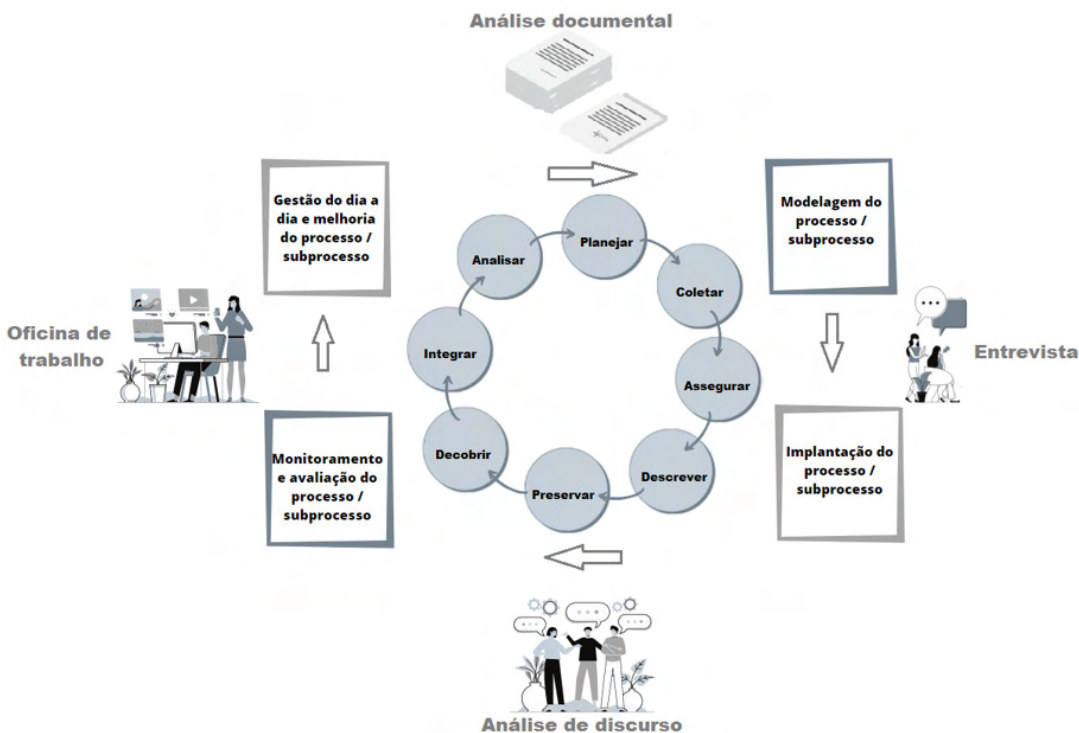 Análise documental
Gestão do dia a
dia e melhoria
do processo /
subprocesso
Modelagem do
processo /
subprocesso
Planejar
Analisar
Coletar
Oficina de
trabalho
Integrar
Entrevista
Assegurar
Monitoramento
e avaliação do
processo /
subprocesso
Decobrir
Descrever
Preservar
Implantação do
processo /
subprocesso
Análise de discurso